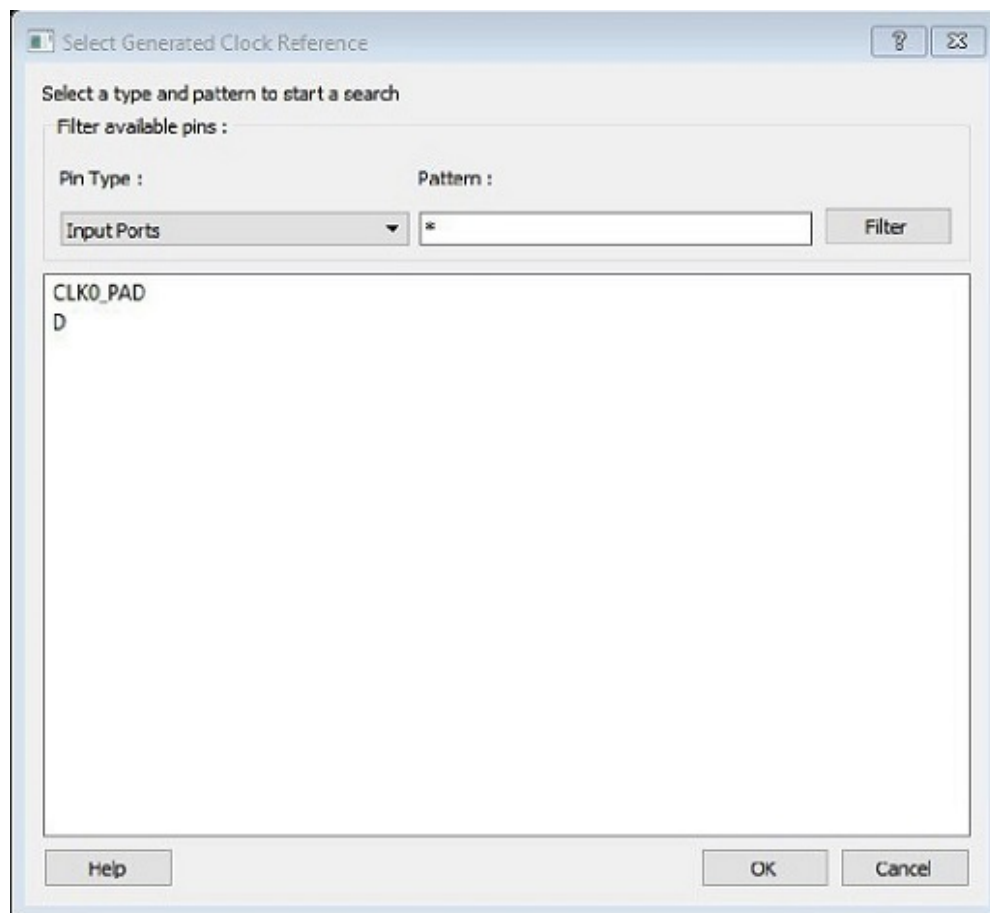 Select Generated Clock Reference
Select a type and pattern to start a search
Filter available pins :
Pin Type : Pattern :
Input Ports * Filter
CLK0_PAD
D
Help OK Cancel